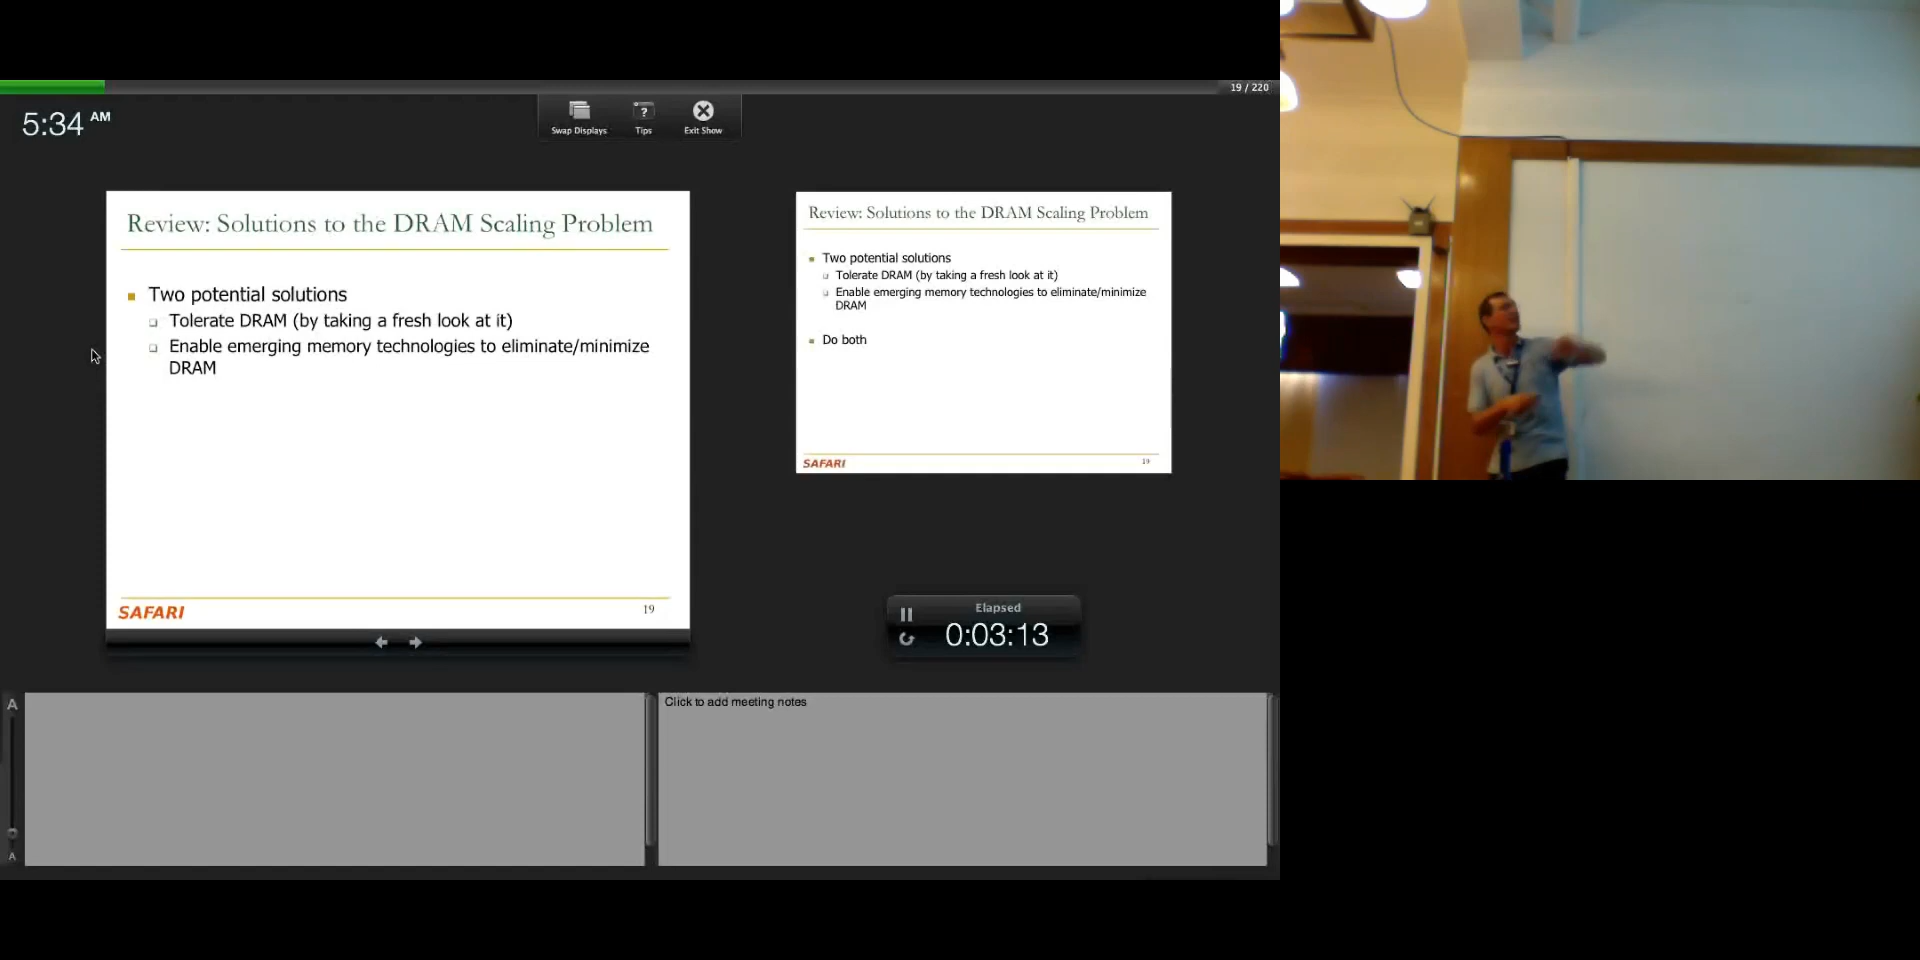 19 / 220
5:34 AM
Swap Displays
Tips
Exit Show
Review: Solutions to the DRAM Scaling Problem
Two potential solutions
Tolerate DRAM (by taking a fresh look at it)
Enable emerging memory technologies to eliminate/minimize
DRAM
SAFARI
19
Review: Solutions to the DRAM Scaling Problem
Two potential solutions
Tolerate DRAM (by taking a fresh look at it)
Enable emerging memory technologies to eliminate/minimize
DRAM
Do both
SAFARI
19
Elapsed
0:03:13
A
A
Click to add meeting notes